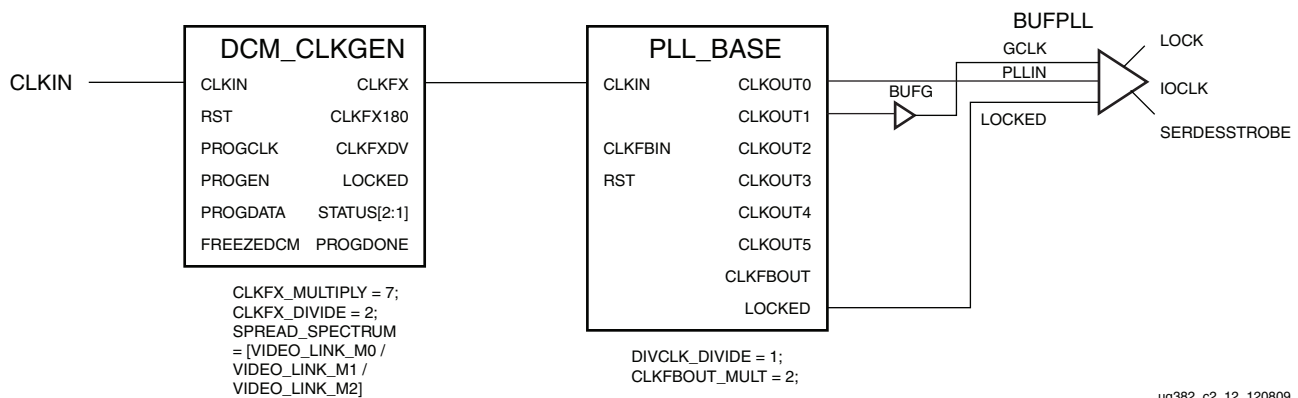 CLKIN
DCM_CLKGEN
CLKIN CLKFX
RST CLKFX180
PROGCLK CLKFXDV
PROGEN LOCKED
PROGDATA STATUS[2:1]
FREEZEDCM PROGDONE
CLKFX_MULTIPLY = 7;
CLKFX_DIVIDE = 2;
SPREAD_SPECTRUM
= [VIDEO_LINK_M0 /
VIDEO_LINK_M1 /
VIDEO_LINK_M2]
PLL_BASE
CLKIN CLKOUT0
CLKOUT1
CLKFBIN CLKOUT2
RST CLKOUT3
CLKOUT4
CLKOUT5
CLKFBOUT
LOCKED
DIVCLK_DIVIDE = 1;
CLKFBOUT_MULT = 2;
BUFG
BUFPLL
GCLK
PLLIN
LOCKED
LOCK
IOCLK
SERDESSTROBE
ug382_c2_12_120809